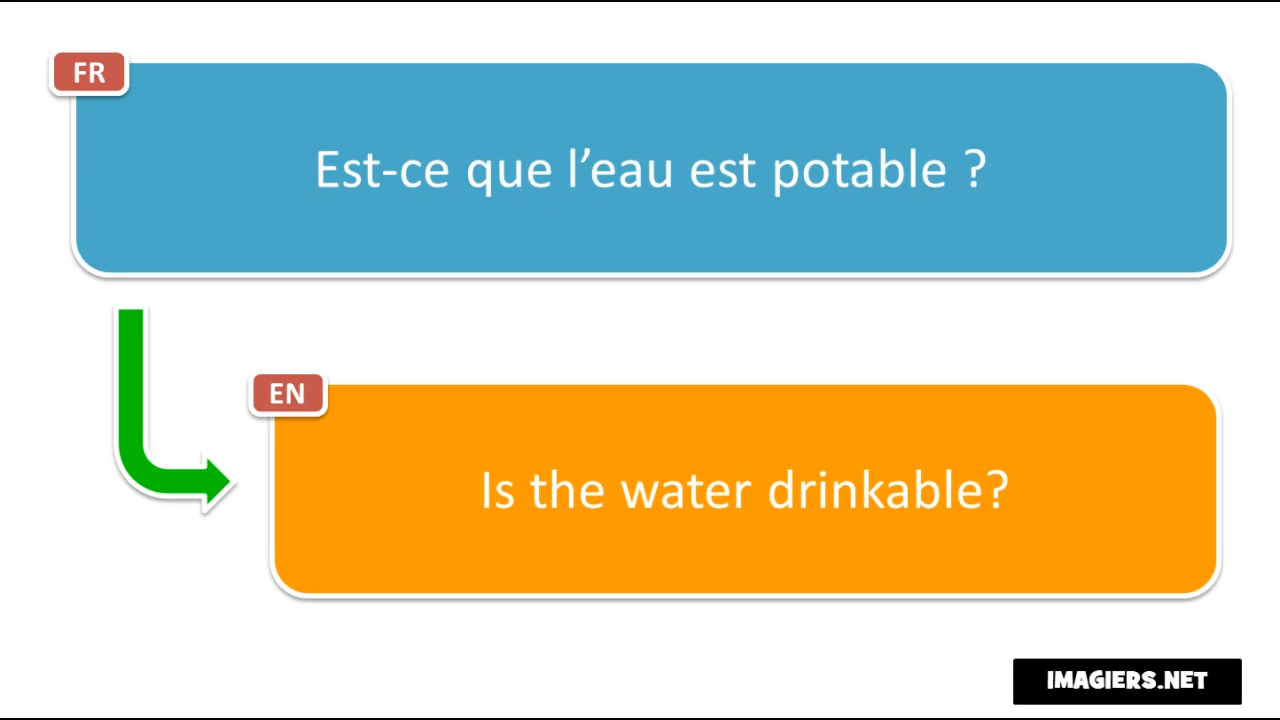 FR
Est-ce que l’eau est potable ?
EN
Is the water drinkable?
IMAGIERS.NET